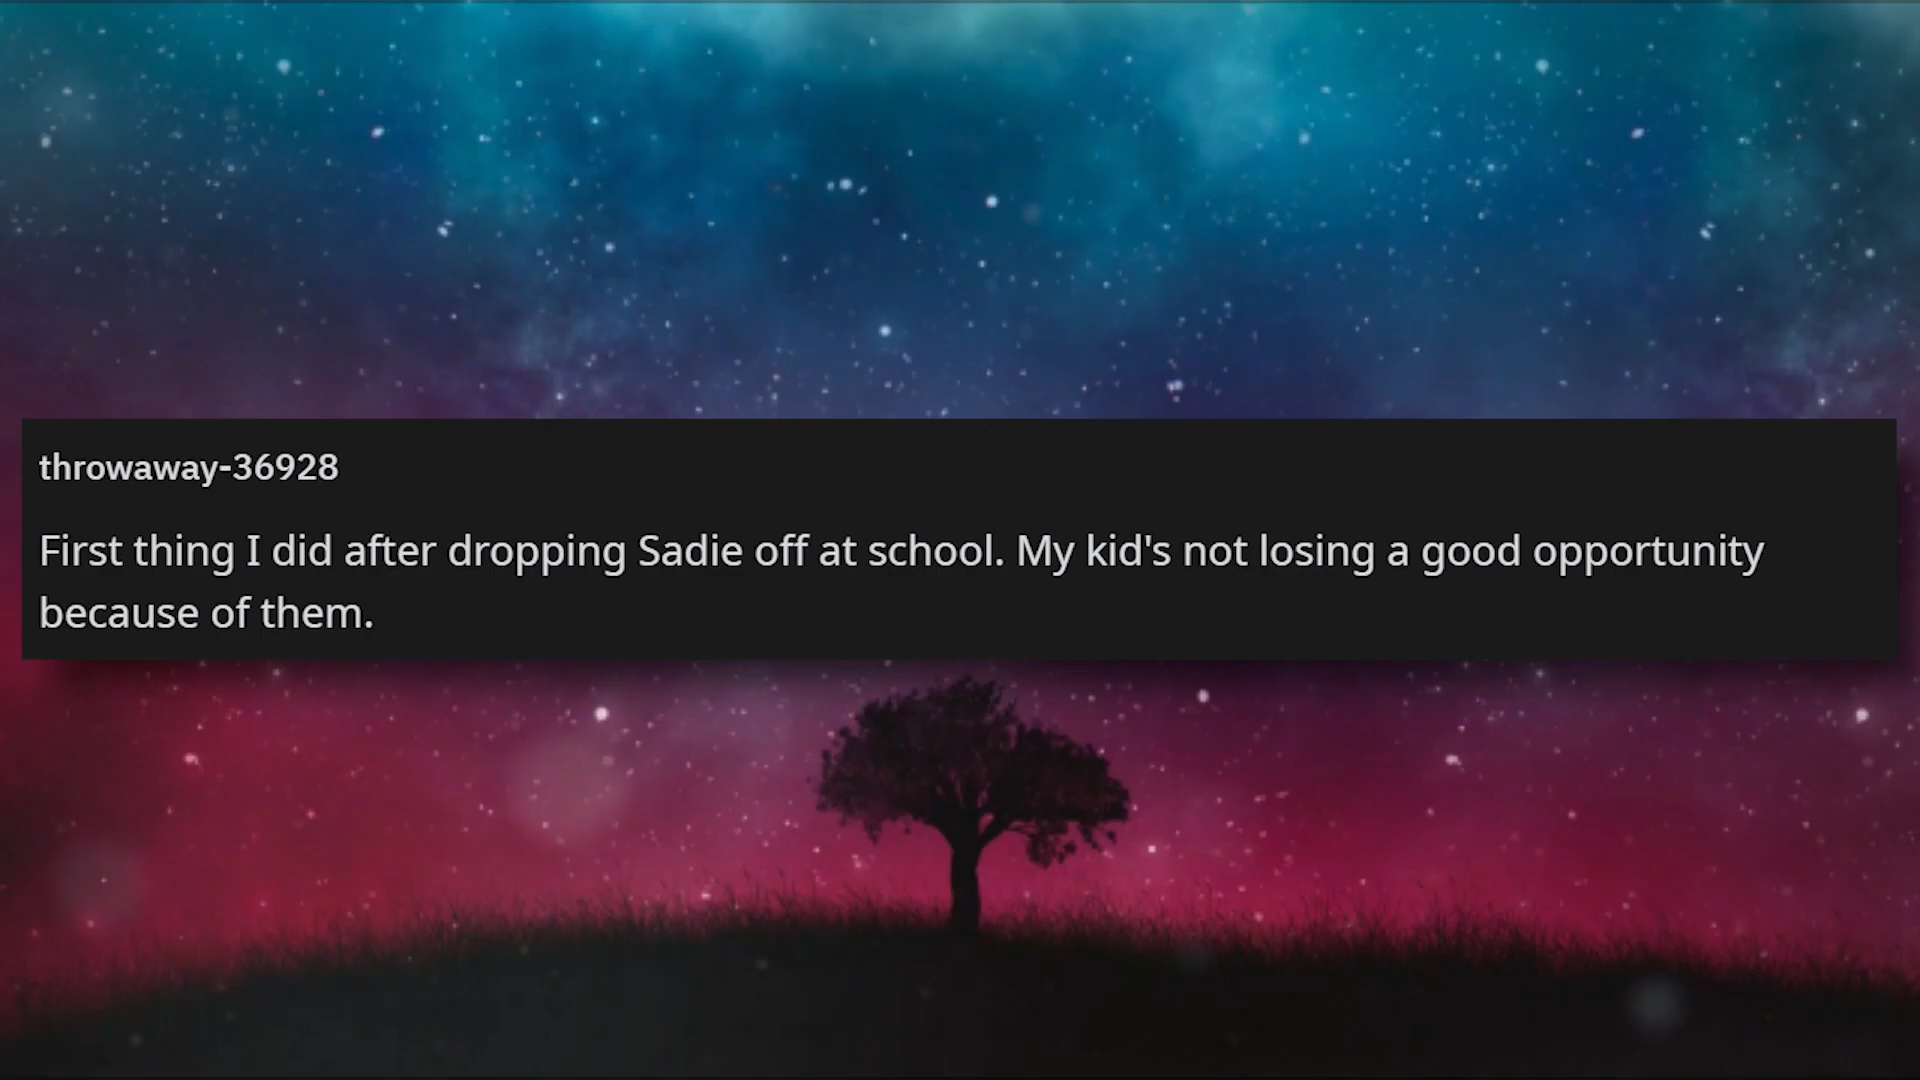 throwaway-36928
First thing I did after dropping Sadie off at school. My kid's not losing a good opportunity
because of them.